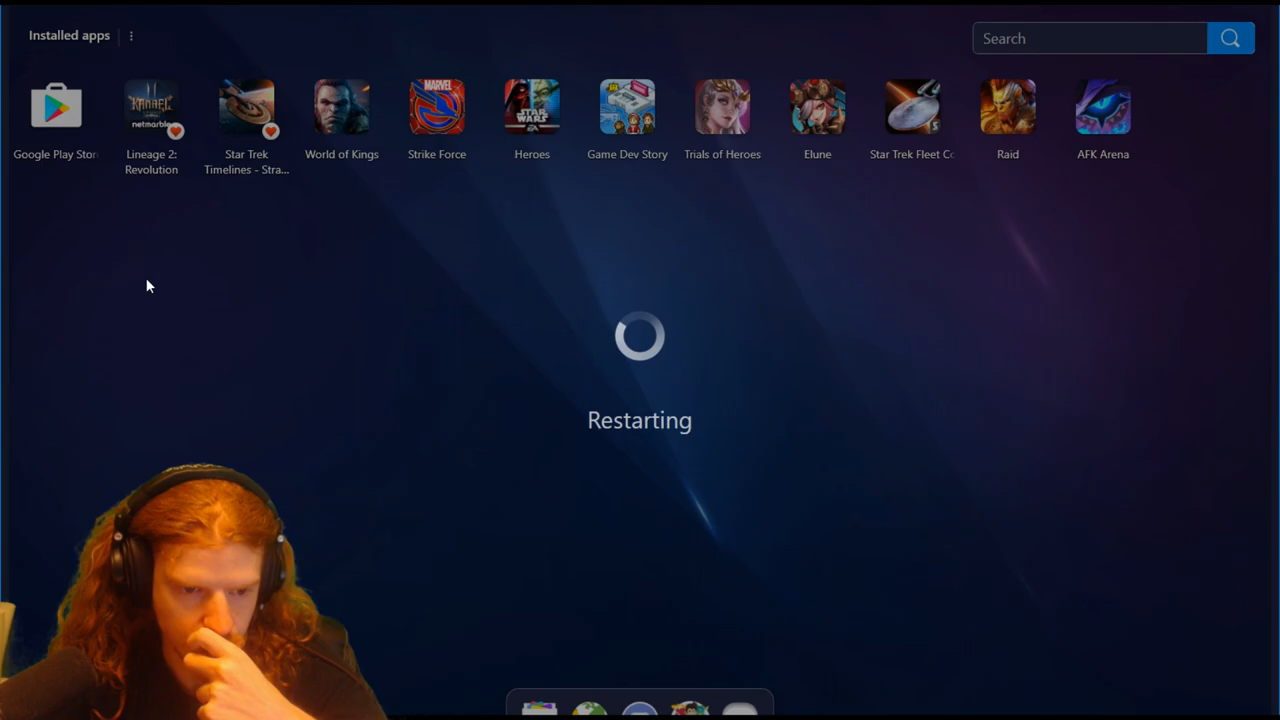 Installed apps
Search
MARVEL
KARDEL
netmarble
STAR
WARS
EA
Google Play Stor
Lineage 2:
Revolution
Star Trek
Timelines - Stra...
World of Kings
Strike Force
Heroes
Game Dev Story
Trials of Heroes
Elune
Star Trek Fleet Co
Raid
AFK Arena
Restarting